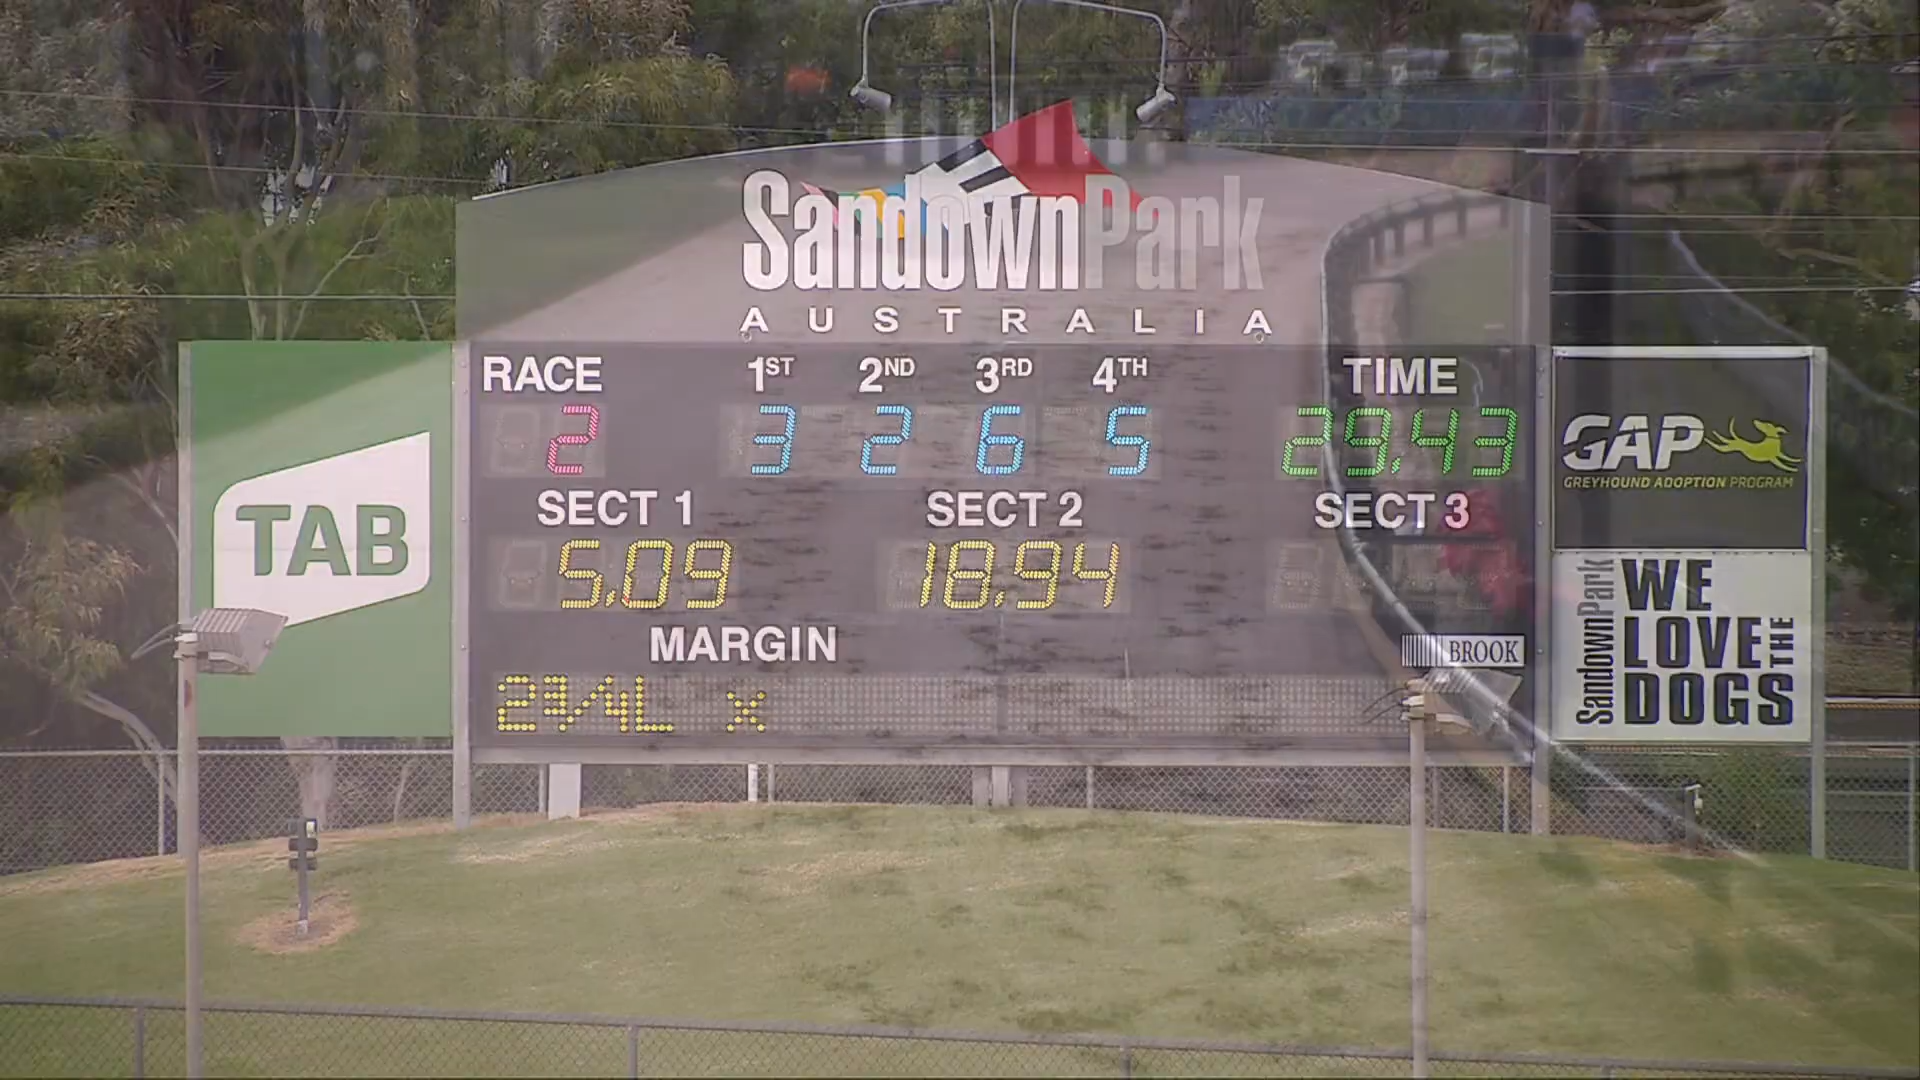 SandownPark
AUSTRALIA
RACE 1ST 2ND 3RD 4TH TIME
2 3 2 6 5 29.43
SECT 1 SECT 2 SECT 3
5.09 18.94
MARGIN
2 3/4L x
BROOK
TAB
GAP
GREYHOUND ADOPTION PROGRAM
SandownPark
WE
LOVE THE
DOGS